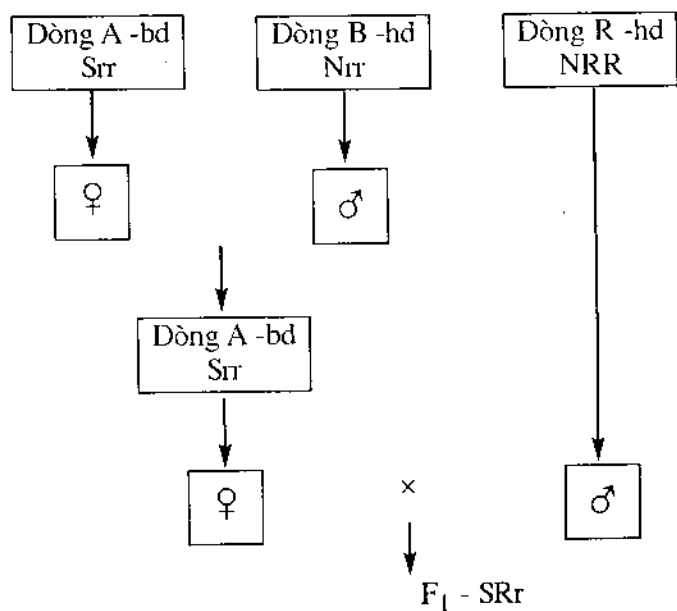 Dòng A -bd
Srr
Dòng B -hd
Nrr
Dòng R -hd
NRR
♀
♂
Dòng A -bd
Srr
♀
×
♂
F₁ - SRr